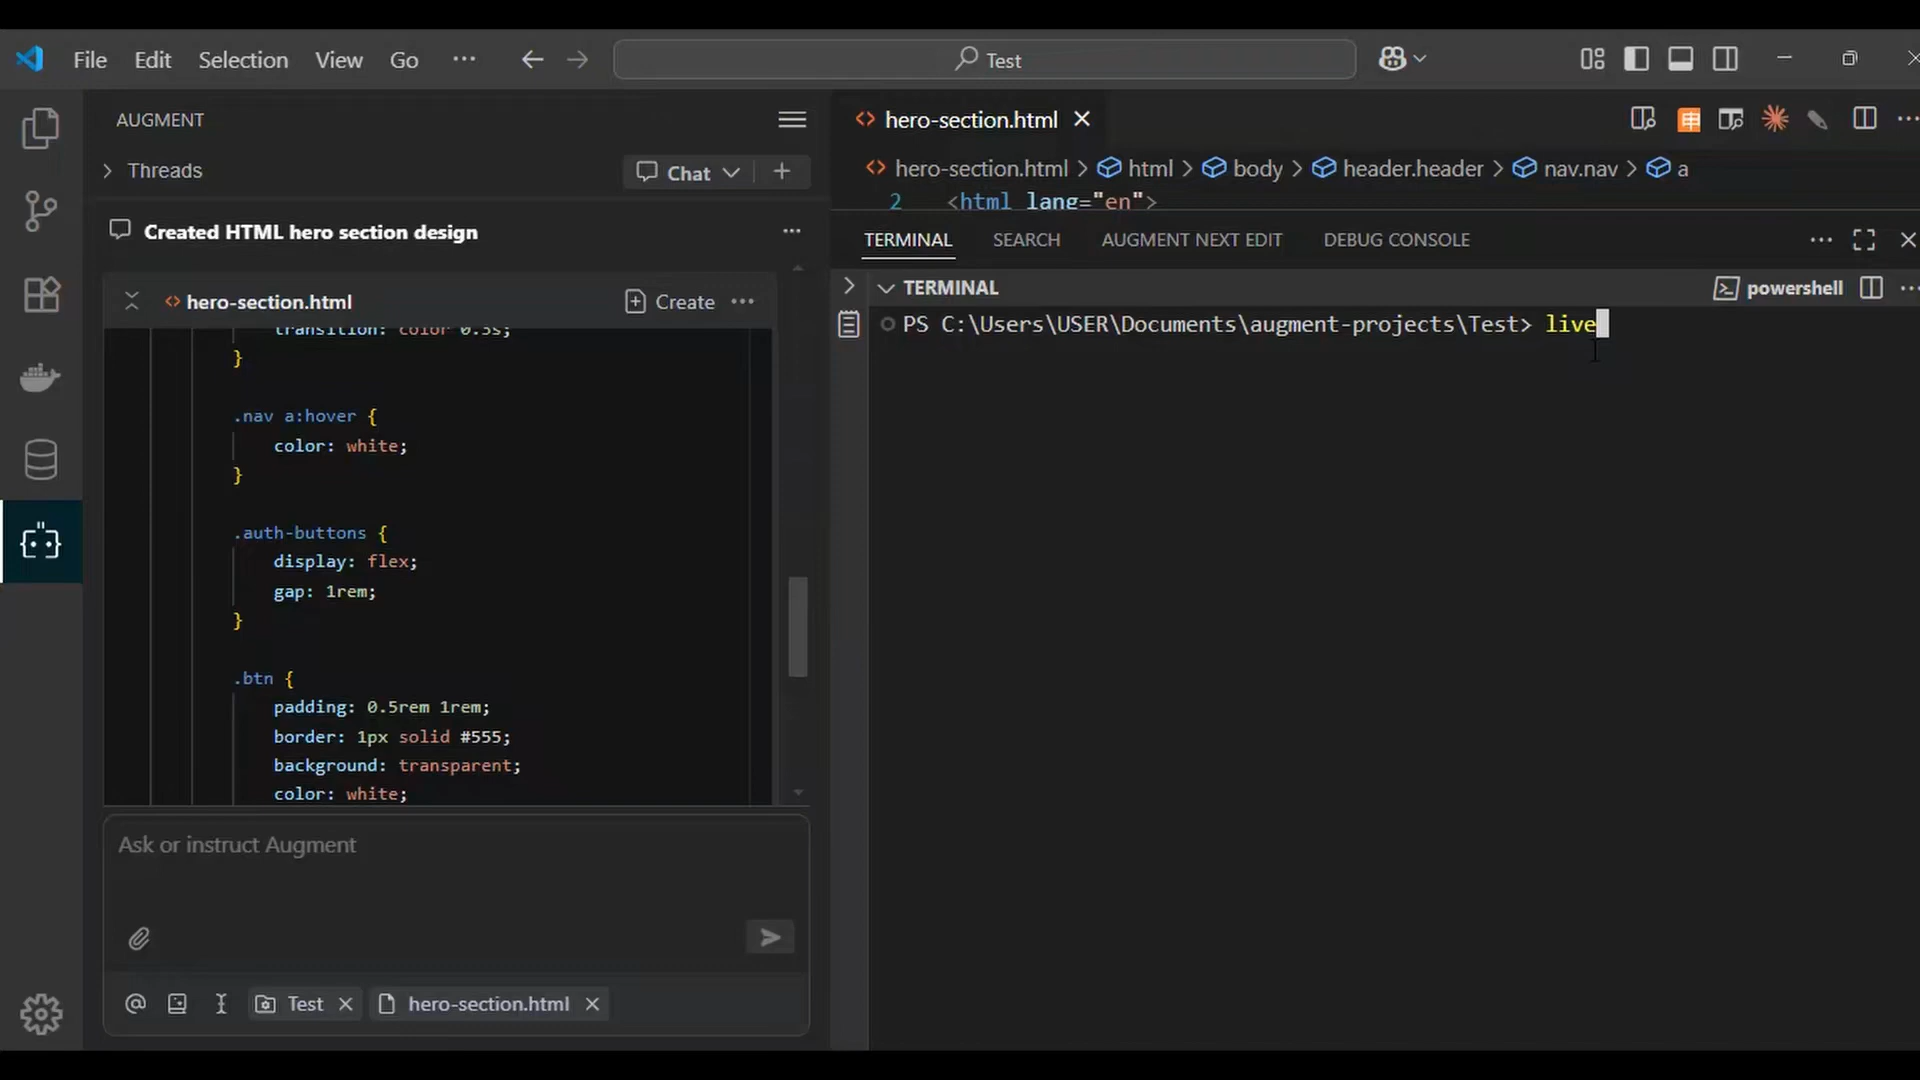 File Edit Selection View Go ··· Test
AUGMENT
Threads
Chat
Created HTML hero section design
hero-section.html
Create
transition: color 0.3s;
}
.nav a:hover {
color: white;
}
.auth-buttons {
display: flex;
gap: 1rem;
}
.btn {
padding: 0.5rem 1rem;
border: 1px solid #555;
background: transparent;
color: white;
Ask or instruct Augment
Test
hero-section.html
hero-section.html
hero-section.html > html > body > header.header > nav.nav > a
2 <html lang="en">
TERMINAL SEARCH AUGMENT NEXT EDIT DEBUG CONSOLE
TERMINAL
powershell
PS C:\Users\USER\Documents\augment-projects\Test> live